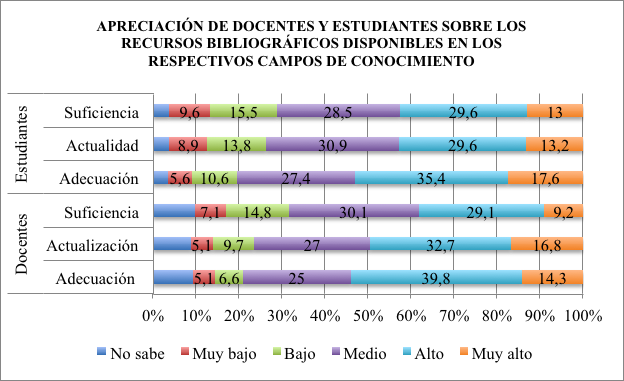 APRECIACIÓN DE DOCENTES Y ESTUDIANTES SOBRE LOS
RECURSOS BIBLIOGRÁFICOS DISPONIBLES EN LOS
RESPECTIVOS CAMPOS DE CONOCIMIENTO
Estudiantes
Suficiencia 9,6 15,5 28,5 29,6 13
Actualidad 8,9 13,8 30,9 29,6 13,2
Adecuación 5,6 10,6 27,4 35,4 17,6
Docentes
Suficiencia 7,1 14,8 30,1 29,1 9,2
Actualización 5,1 9,7 27 32,7 16,8
Adecuación 5,1 6,6 25 39,8 14,3
0% 10% 20% 30% 40% 50% 60% 70% 80% 90% 100%
No sabe Muy bajo Bajo Medio Alto Muy alto